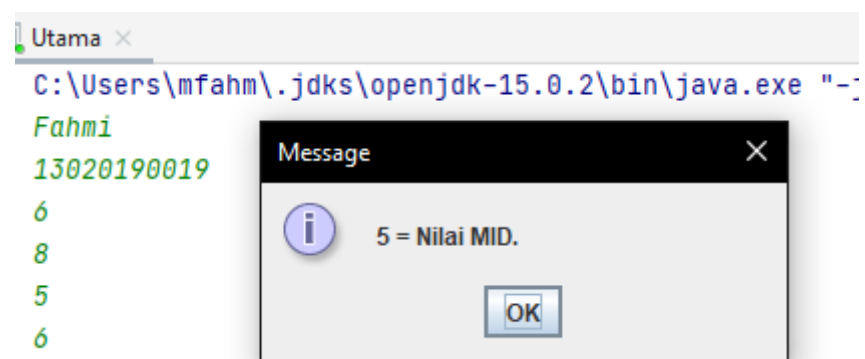 Utama
C:\Users\mfahm\.jdks\openjdk-15.0.2\bin\java.exe "-j
Fahmi
13020190019
6
8
5
6
Message
5 = Nilai MID.
OK